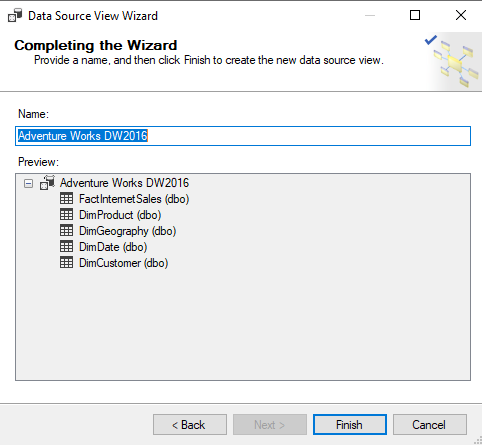 Data Source View Wizard
Completing the Wizard
Provide a name, and then click Finish to create the new data source view.
Name:
Adventure Works DW2016
Preview:
Adventure Works DW2016
FactInternetSales (dbo)
DimProduct (dbo)
DimGeography (dbo)
DimDate (dbo)
DimCustomer (dbo)
< Back Next > Finish Cancel